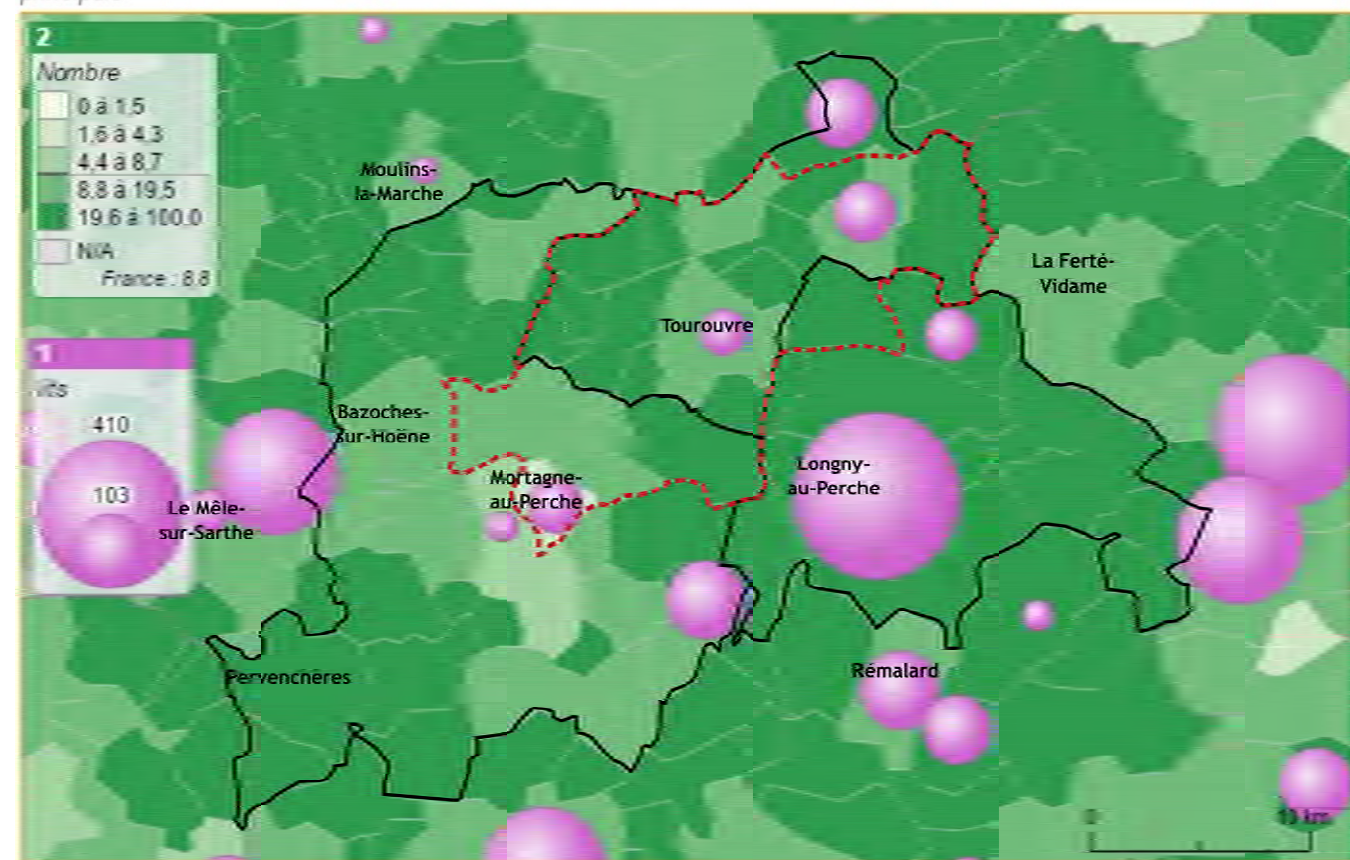 2
Nombre
0 à 1,5
1,6 à 4,3
4,4 à 8,7
8,8 à 19,5
19,6 à 100,0
N/A
France : 8,8
1
lits
410
103
Moulins-
la-Marche
La Ferté-
Vidame
Tourouvre
Bazoches-
sur-Hoëne
Mortagne-
au-Perche
Longny-
au-Perche
Le Mêle-
sur-Sarthe
Pervenchères
Rémalard
0
10 km